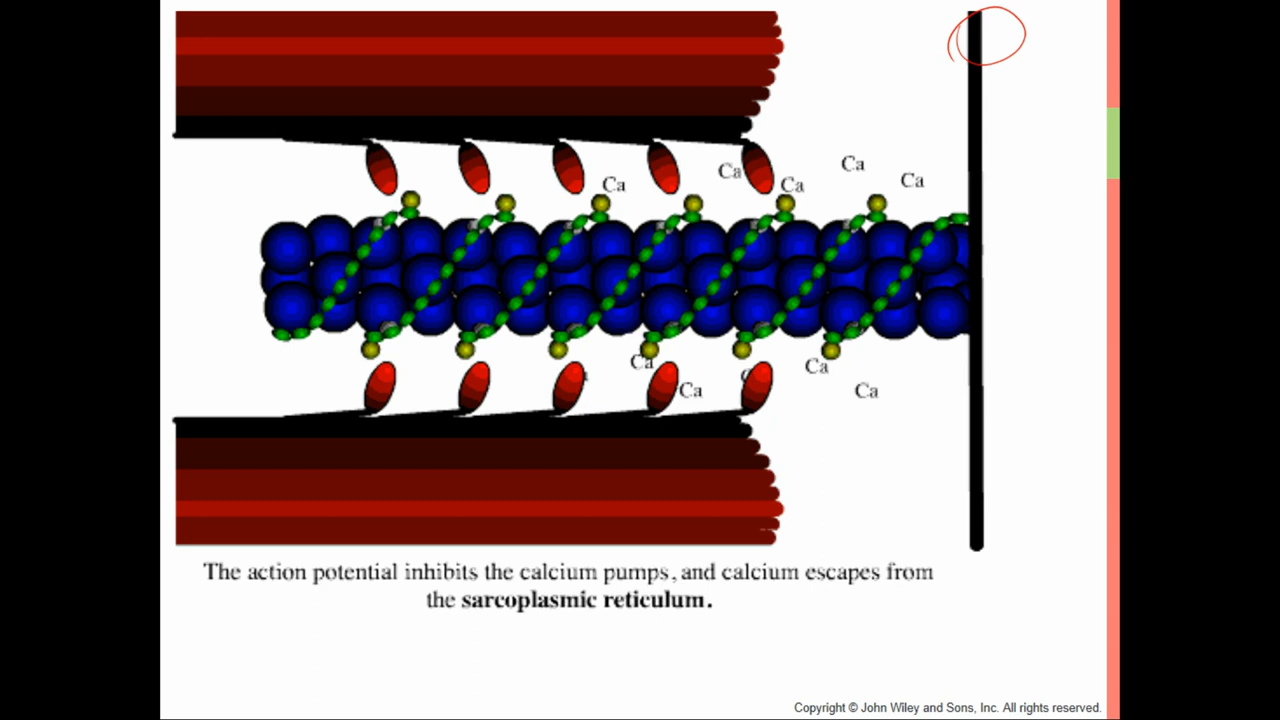 Ca
Ca
Ca
Ca
Ca
Ca
Ca
Ca
Ca
The action potential inhibits the calcium pumps, and calcium escapes from
the sarcoplasmic reticulum.
Copyright © John Wiley and Sons, Inc. All rights reserved.